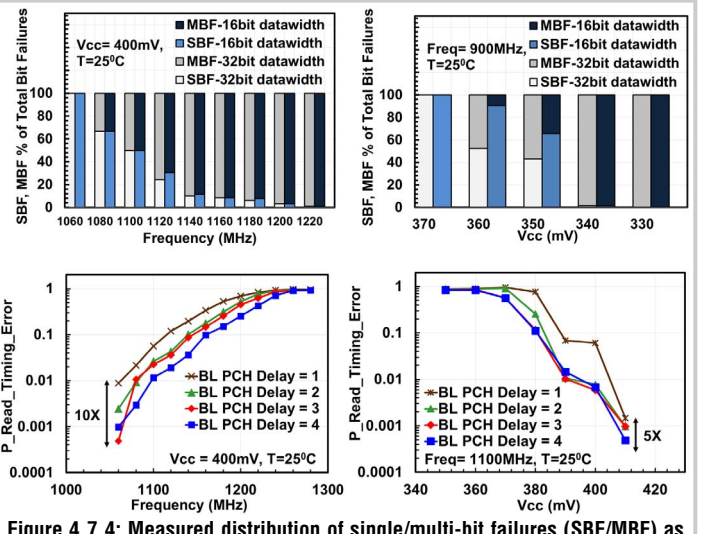 SBF, MBF % of Total Bit Failures
Vcc= 400mV,
T=25⁰C
MBF-16bit datawidth
SBF-16bit datawidth
MBF-32bit datawidth
SBF-32bit datawidth
100
80
60
40
20
0
1060 1080 1100 1120 1140 1160 1180 1200 1220
Frequency (MHz)
SBF, MBF % of Total Bit Failures
Freq= 900MHz,
T=25⁰C
MBF-16bit datawidth
SBF-16bit datawidth
MBF-32bit datawidth
SBF-32bit datawidth
100
80
60
40
20
0
370 360 350 340 330
Vcc (mV)
P_Read_Timing_Error
1
0.1
0.01
0.001
0.0001
10X
BL PCH Delay = 1
BL PCH Delay = 2
BL PCH Delay = 3
BL PCH Delay = 4
Vcc = 400mV, T=25⁰C
1000 1100 1200 1300
Frequency (MHz)
P_Read_Timing_Error
1
0.1
0.01
0.001
0.0001
BL PCH Delay = 1
BL PCH Delay = 2
BL PCH Delay = 3
BL PCH Delay = 4
5X
Freq= 1100MHz, T=25⁰C
340 360 380 400 420
Vcc (mV)
Figure 4.7.4: Measured distribution of single/multi-bit failures (SBF/MBF) as